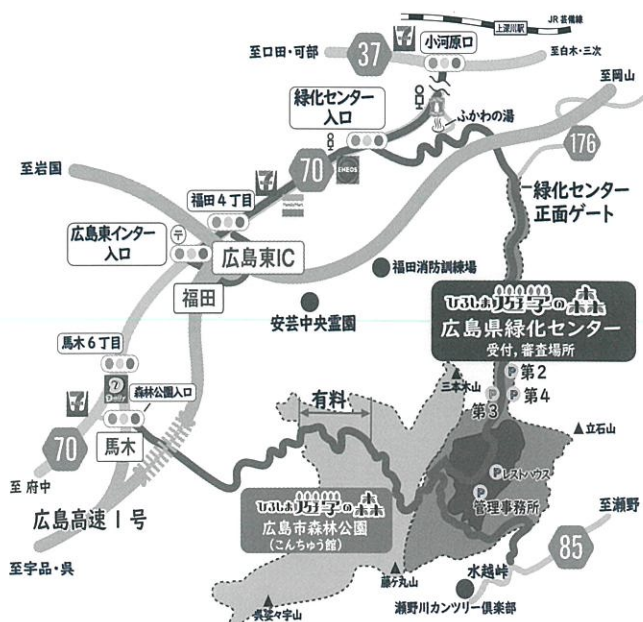 上深川駅
JR芸備線
至口田・可部
37
小河原口
至白木・三次
至岡山
緑化センター
入口
ふかわの湯
176
至岩国
70
ENEOS
FamilyMart
緑化センター
正面ゲート
福田4丁目
広島東インター
入口
広島東IC
福田
福田消防訓練場
安芸中央霊園
ひろしま遊学の森
広島県緑化センター
受付,審査場所
馬木6丁目
三本木山
P 第2
P P 第4
第3
有料
森林公園入口
立石山
馬木
70
P レストハウス
至府中
P
管理事務所
ひろしま遊学の森
広島市森林公園
(こんちゅう館)
至瀬野
広島高速1号
85
至宇品・呉
水越峠
藤ケ丸山
瀬野川カンツリー倶楽部
呉娑々宇山